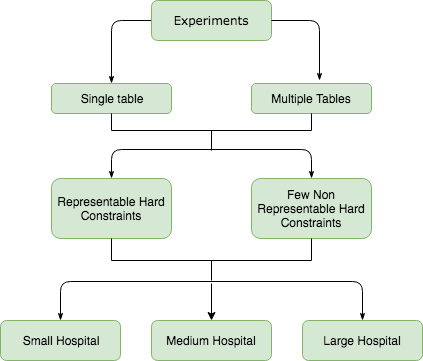 Experiments
Single table
Multiple Tables
Representable Hard
Constraints
Few Non
Representable Hard
Constraints
Small Hospital
Medium Hospital
Large Hospital